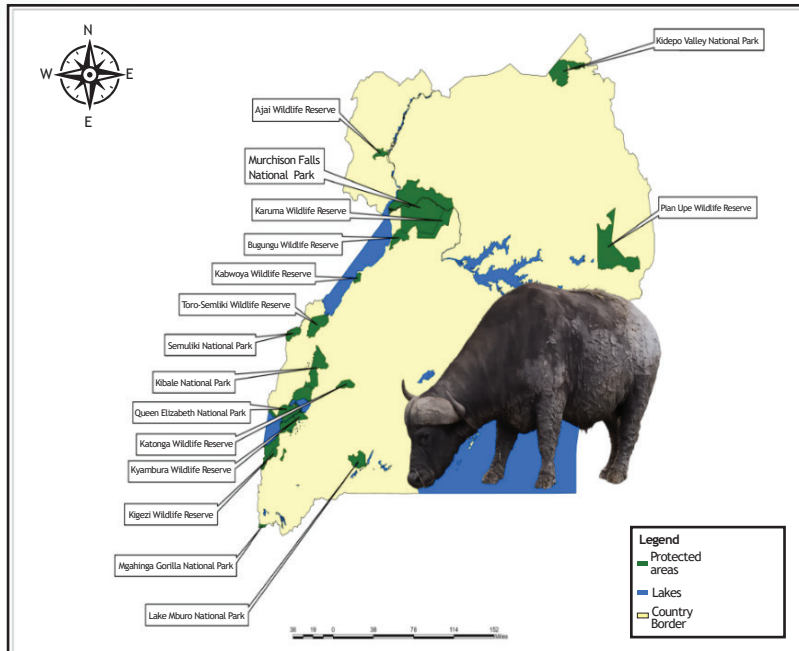 N
W E
E
Kidepo Valley National Park
Ajai Wildlife Reserve
Murchison Falls
National Park
Karuma Wildlife Reserve
Pian Upe Wildlife Reserve
Bugungu Wildlife Reserve
Kabwoya Wildlife Reserve
Toro-Semliki Wildlife Reserve
Semuliki National Park
Kibale National Park
Queen Elizabeth National Park
Katonga Wildlife Reserve
Kyambura Wildlife Reserve
Kigezi Wildlife Reserve
Mgahinga Gorilla National Park
Lake Mburo National Park
Legend
Protected
areas
Lakes
Country
Border
38 19 0 38 76 114 152
Miles